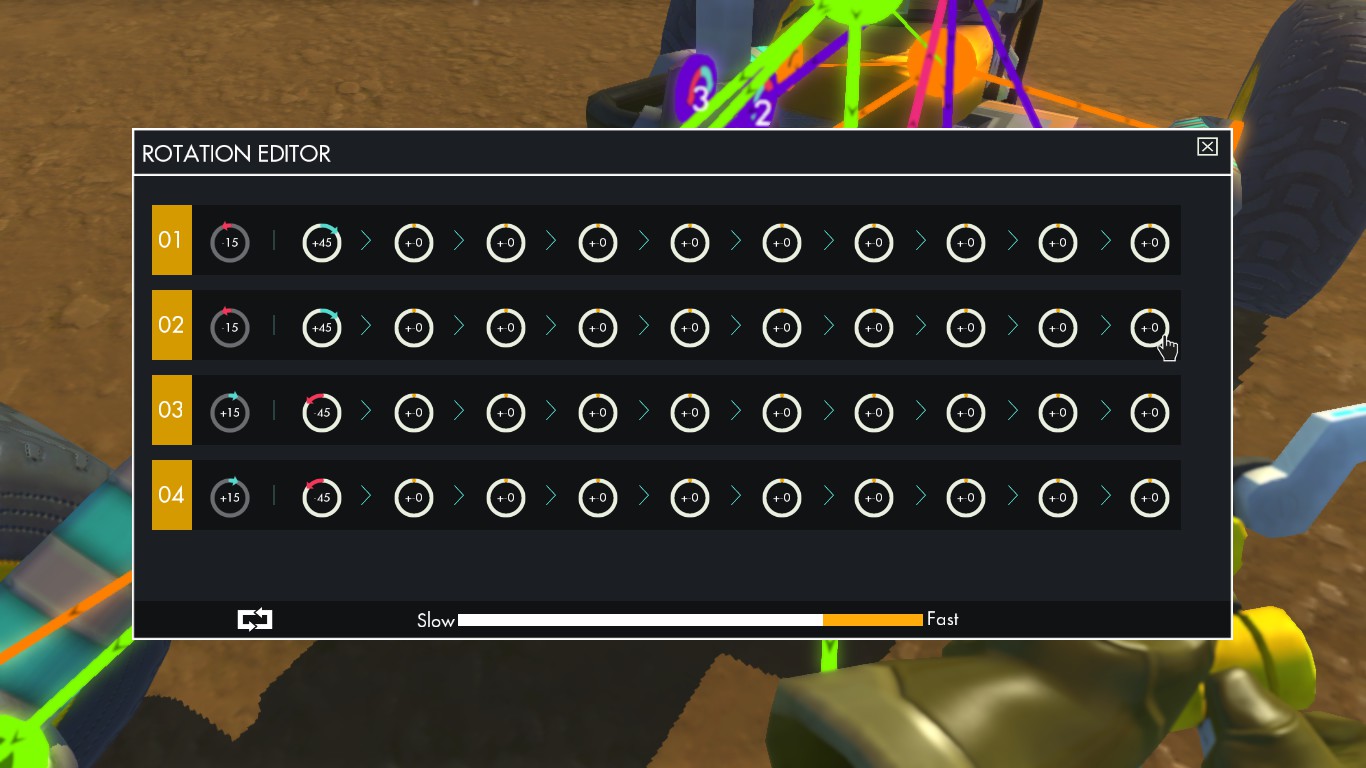 3
2
ROTATION EDITOR
01 -15 +45 +-0 +-0 +-0 +-0 +-0 +-0 +-0 +-0 +-0
02 -15 +45 +-0 +-0 +-0 +-0 +-0 +-0 +-0 +-0 +-0
03 +15 -45 +-0 +-0 +-0 +-0 +-0 +-0 +-0 +-0 +-0
04 +15 -45 +-0 +-0 +-0 +-0 +-0 +-0 +-0 +-0 +-0
Slow Fast